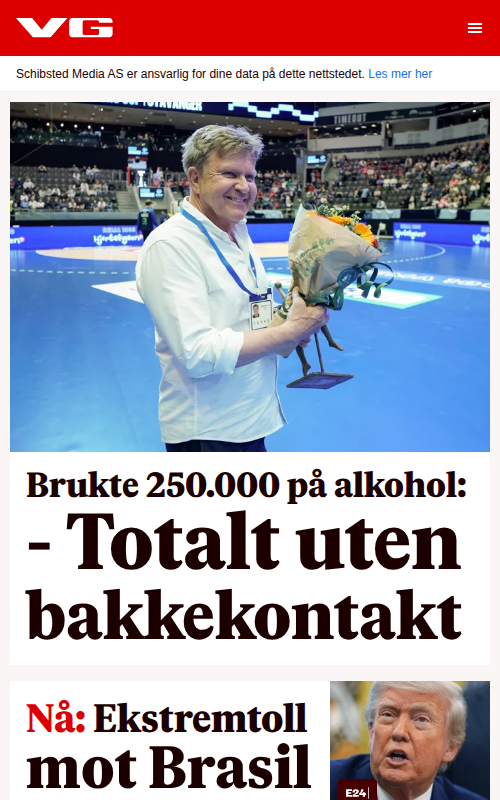 VG
Schibsted Media AS er ansvarlig for dine data på dette nettstedet. Les mer her
TIMEOUT
Brukte 250.000 på alkohol:
- Totalt uten
bakkekontakt
Nå: Ekstremtoll
mot Brasil
E24